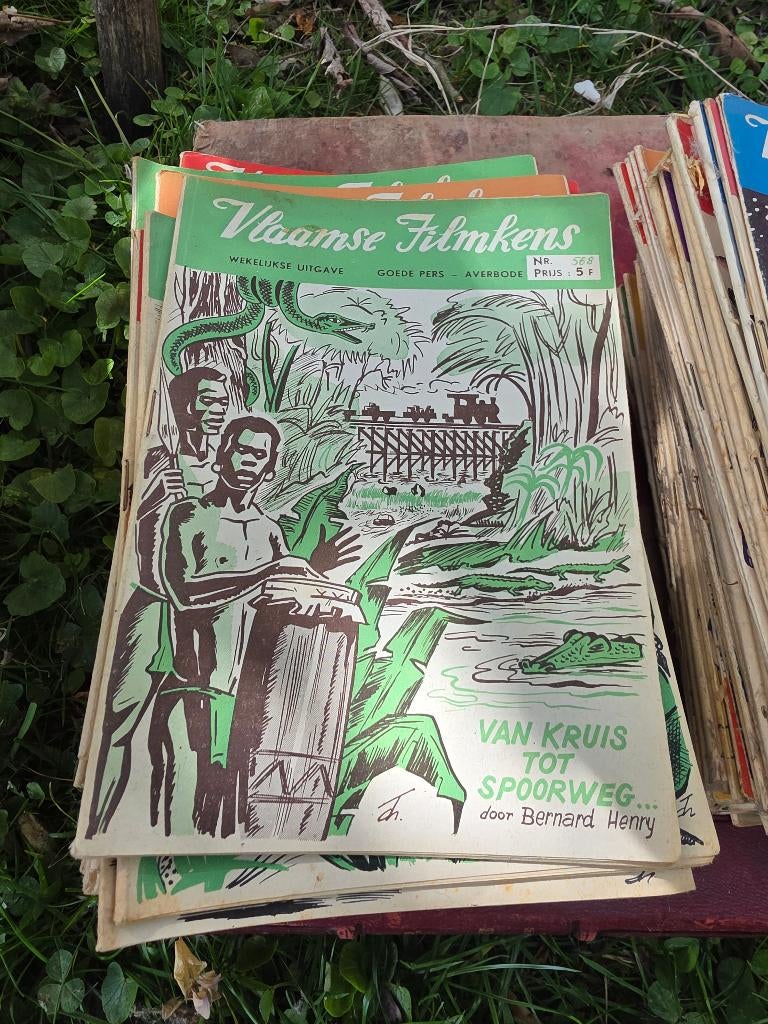 Vlaamse Filmkens
WEKELIJKSE UITGAVE GOEDE PERS - AVERBODE
NR. 568
PRIJS : 5 F
VAN KRUIS
TOT
SPOORWEG...
door Bernard Henry